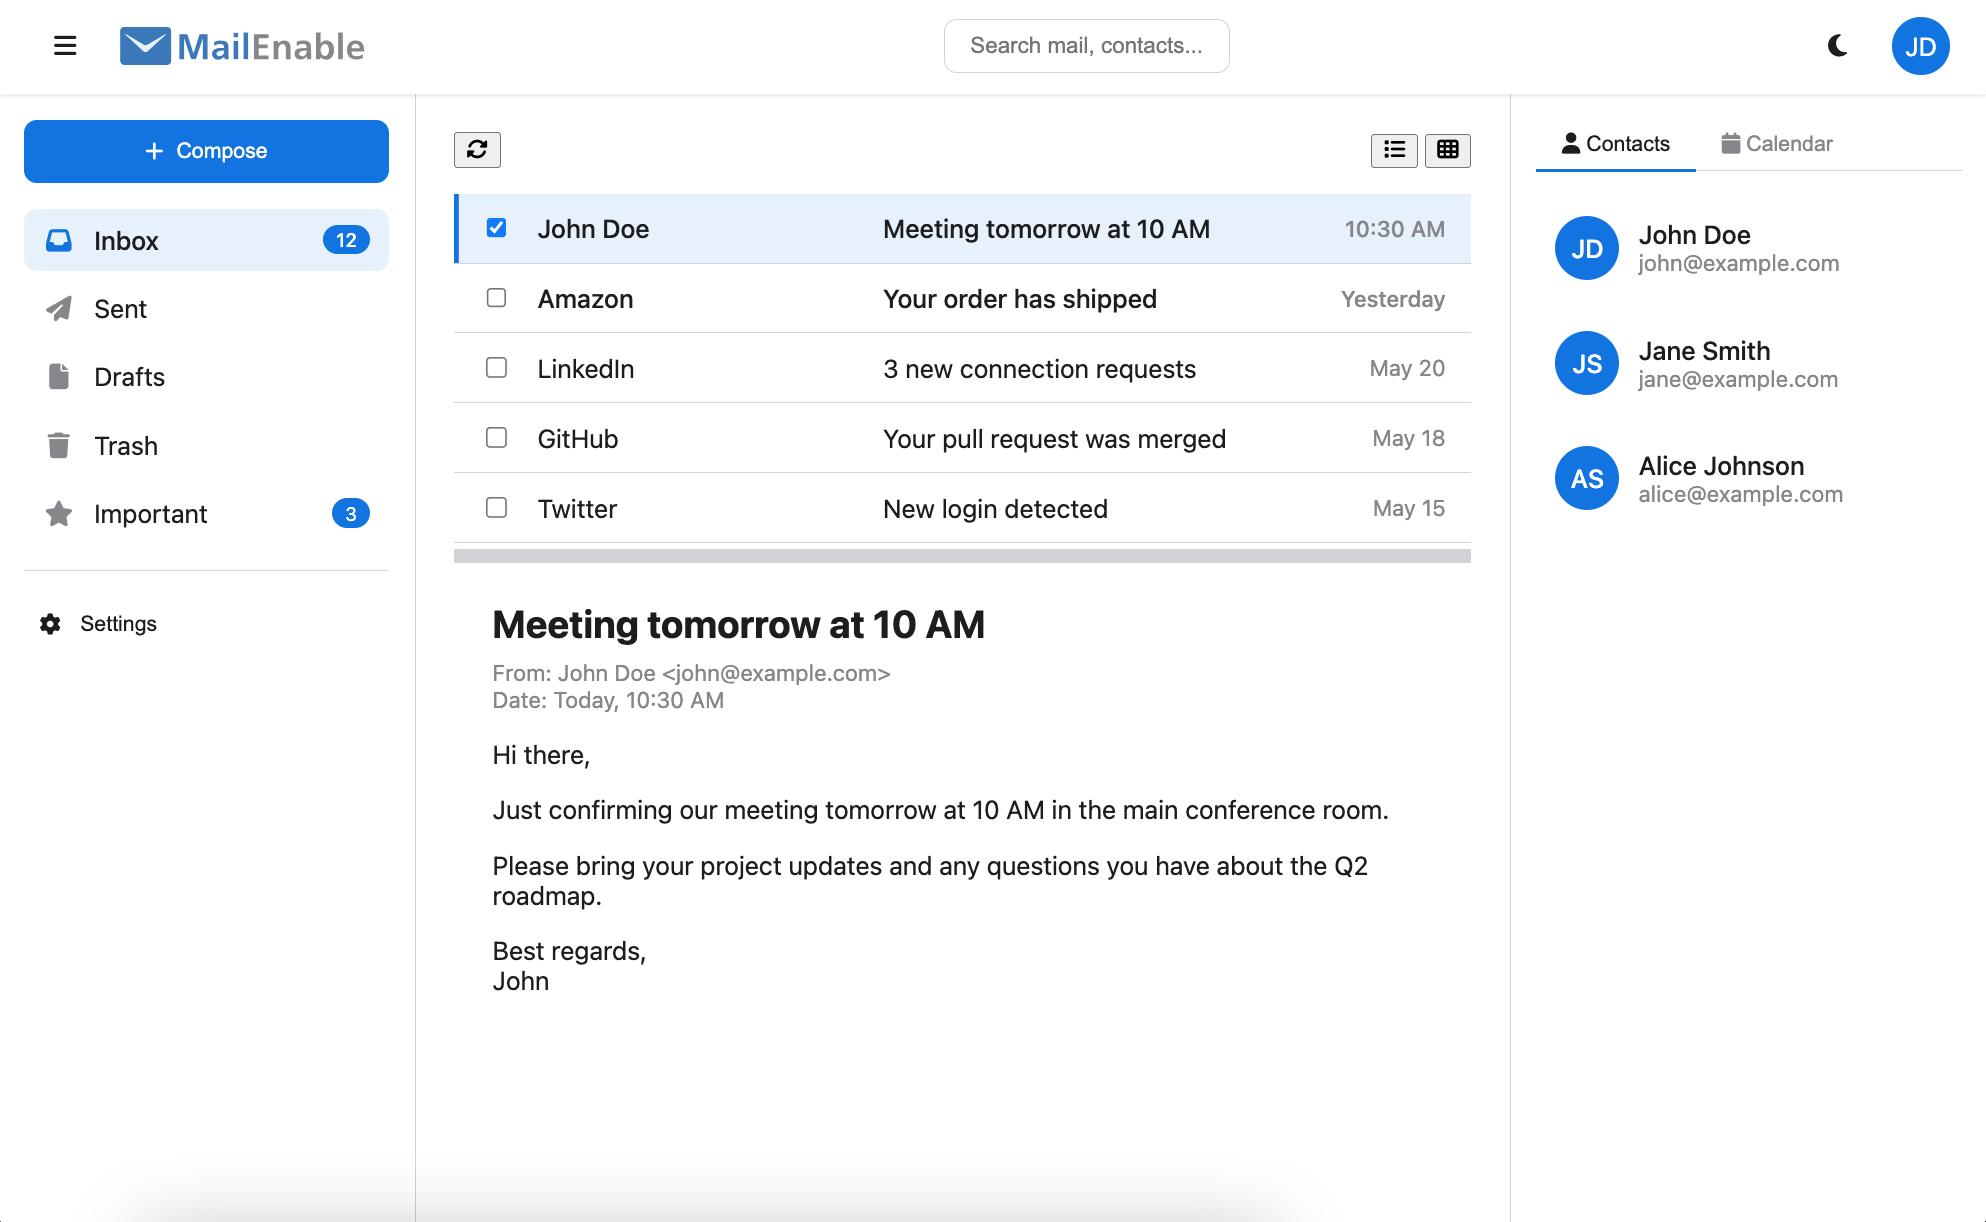 MailEnable
Search mail, contacts...
JD
Compose
Inbox 12
Sent
Drafts
Trash
Important 3
Settings
John Doe Meeting tomorrow at 10 AM 10:30 AM
Amazon Your order has shipped Yesterday
LinkedIn 3 new connection requests May 20
GitHub Your pull request was merged May 18
Twitter New login detected May 15
Meeting tomorrow at 10 AM
From: John Doe <john@example.com>
Date: Today, 10:30 AM
Hi there,
Just confirming our meeting tomorrow at 10 AM in the main conference room.
Please bring your project updates and any questions you have about the Q2
roadmap.
Best regards,
John
Contacts Calendar
JD
John Doe
john@example.com
JS
Jane Smith
jane@example.com
AS
Alice Johnson
alice@example.com